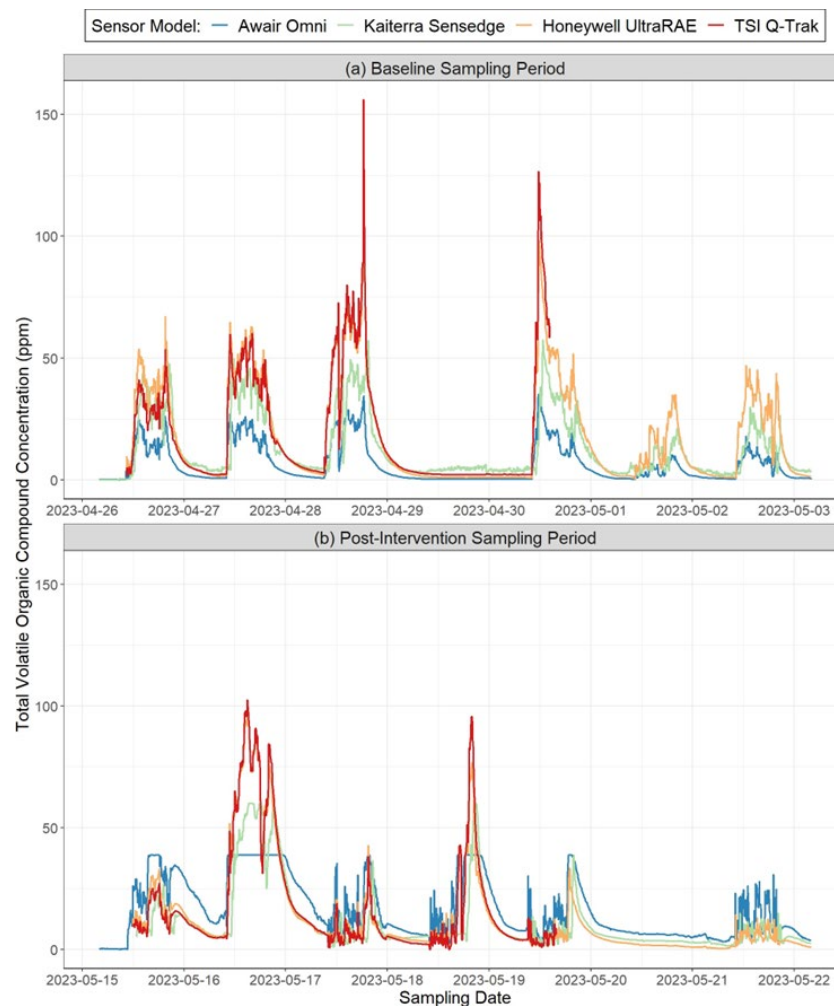 Sensor Model: Awair Omni Kaiterra Sensedge Honeywell UltraRAE TSI Q-Trak
(a) Baseline Sampling Period
150
100
50
0
2023-04-26 2023-04-27 2023-04-28 2023-04-29 2023-04-30 2023-05-01 2023-05-02 2023-05-03
Total Volatile Organic Compound Concentration (ppm)
(b) Post-Intervention Sampling Period
150
100
50
0
2023-05-15 2023-05-16 2023-05-17 2023-05-18 2023-05-19 2023-05-20 2023-05-21 2023-05-22
Sampling Date